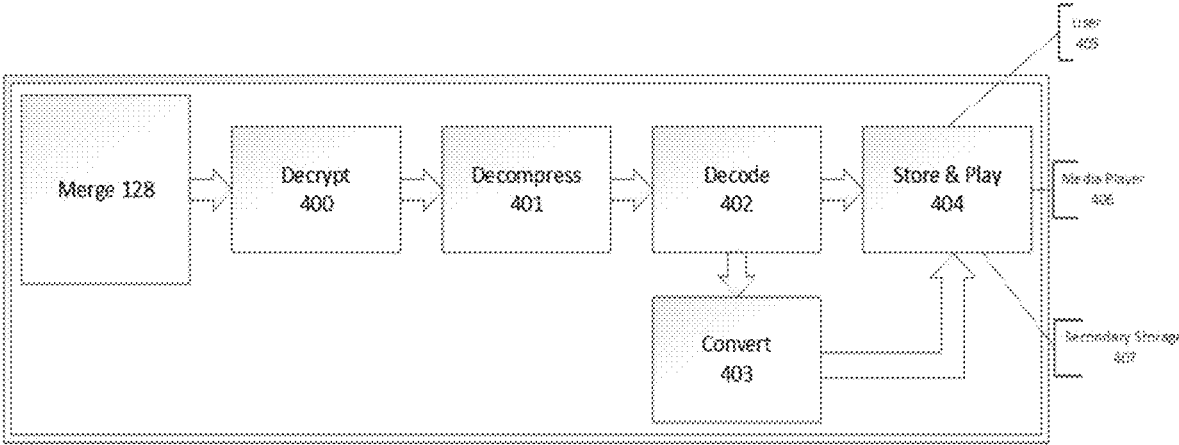 User
405
Merge 128
Decrypt
400
Decompress
401
Decode
402
Store & Play
404
Media Player
406
Convert
403
Secondary Storage
407